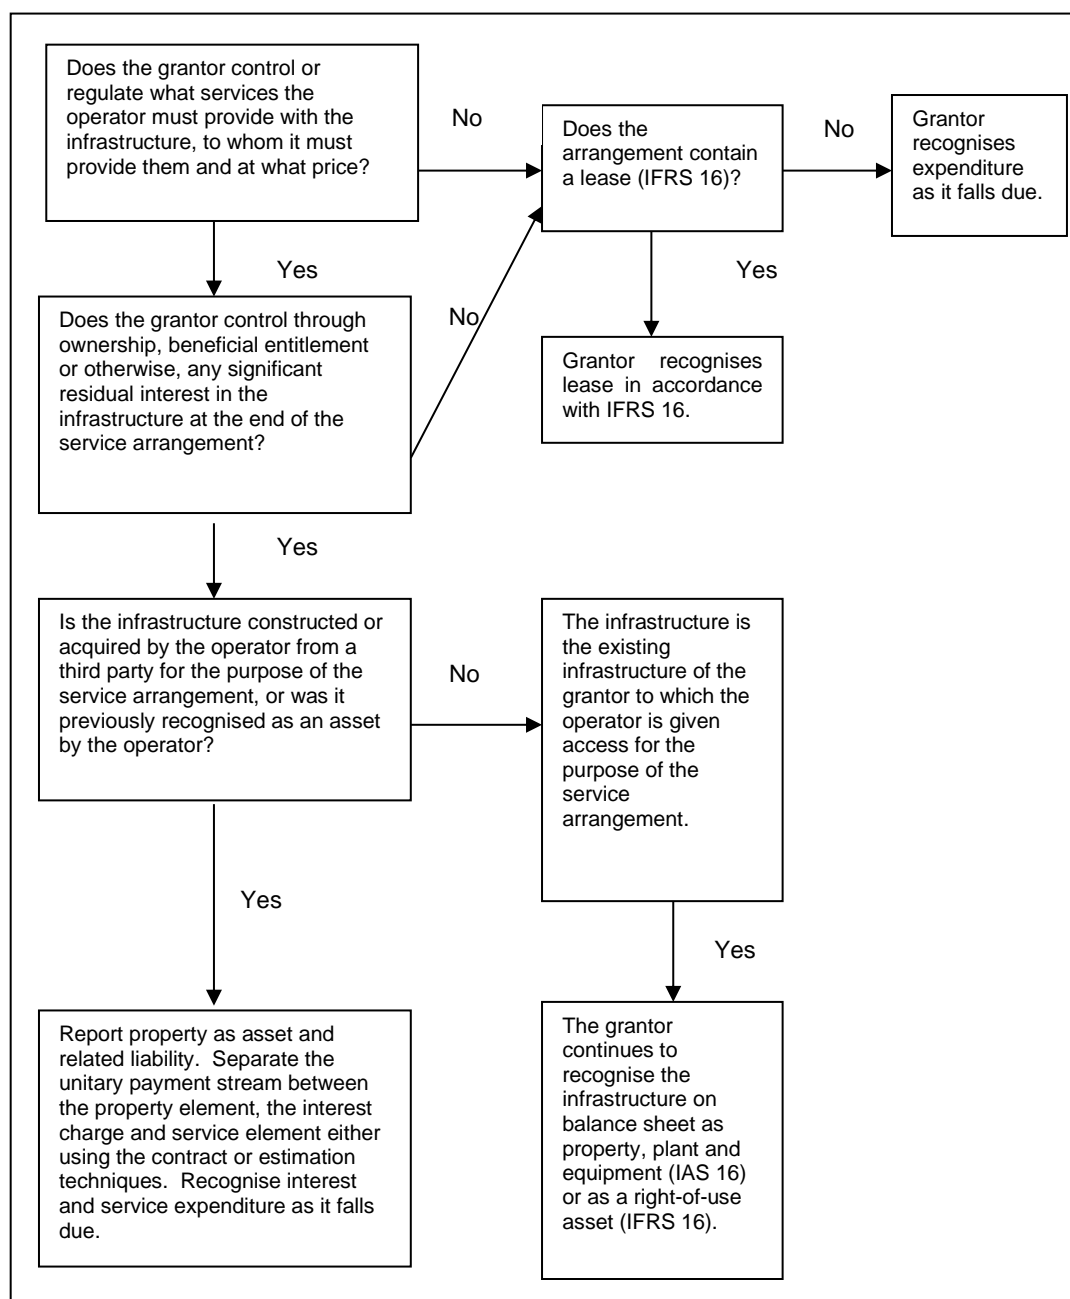 Does the grantor control or
regulate what services the
operator must provide with the
infrastructure, to whom it must
provide them and at what price?
No
Does the
arrangement contain
a lease (IFRS 16)?
No
Grantor
recognises
expenditure
as it falls due.
Yes
Yes
Does the grantor control through
ownership, beneficial entitlement
or otherwise, any significant
residual interest in the
infrastructure at the end of the
service arrangement?
No
Grantor recognises
lease in accordance
with IFRS 16.
Yes
Is the infrastructure constructed or
acquired by the operator from a
third party for the purpose of the
service arrangement, or was it
previously recognised as an asset
by the operator?
No
The infrastructure is
the existing
infrastructure of the
grantor to which the
operator is given
access for the
purpose of the
service
arrangement.
Yes
Yes
Report property as asset and
related liability. Separate the
unitary payment stream between
the property element, the interest
charge and service element either
using the contract or estimation
techniques. Recognise interest
and service expenditure as it falls
due.
The grantor
continues to
recognise the
infrastructure on
balance sheet as
property, plant and
equipment (IAS 16)
or as a right-of-use
asset (IFRS 16).